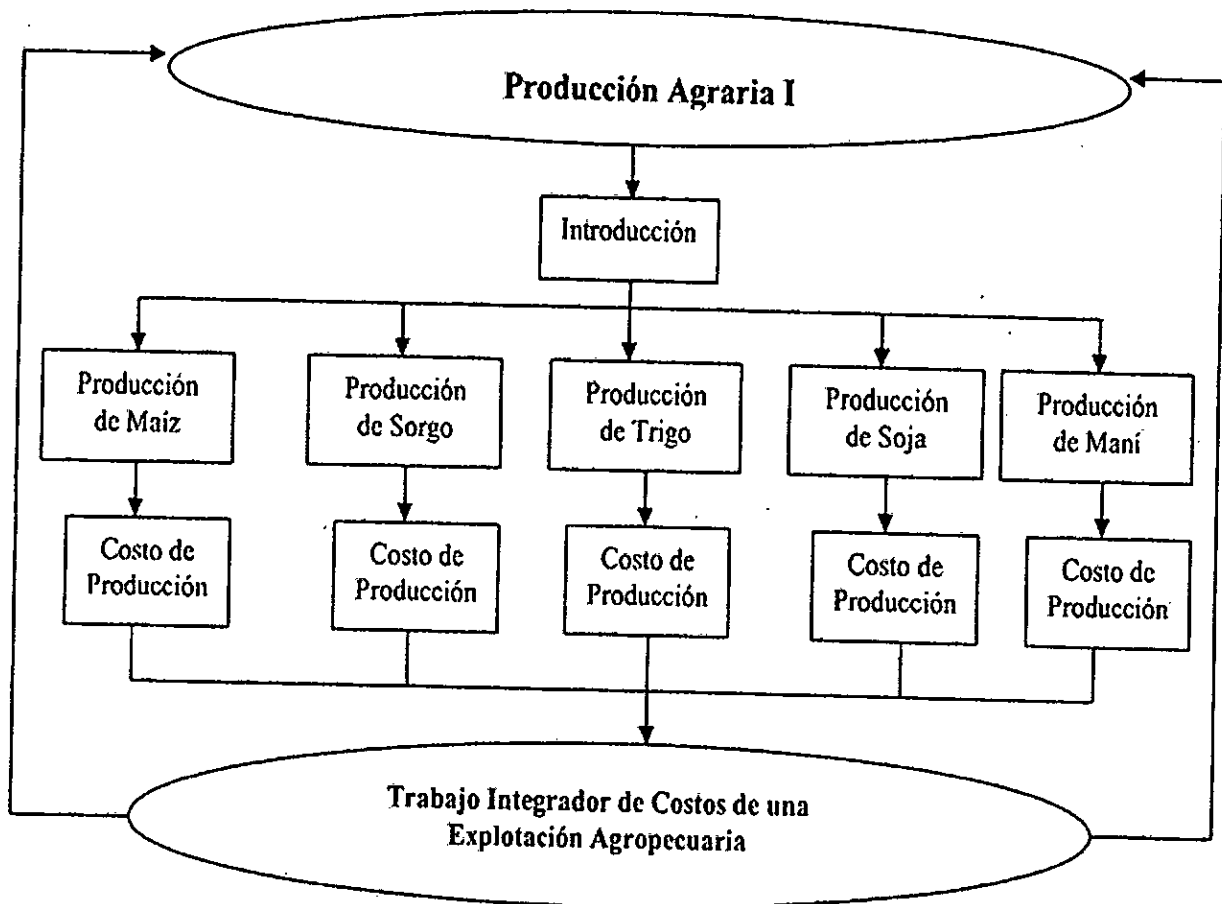 Producción Agraria I
Introducción
Producción
de Maíz
Producción
de Sorgo
Producción
de Trigo
Producción
de Soja
Producción
de Maní
Costo de
Producción
Costo de
Producción
Costo de
Producción
Costo de
Producción
Costo de
Producción
Trabajo Integrador de Costos de una
Explotación Agropecuaria